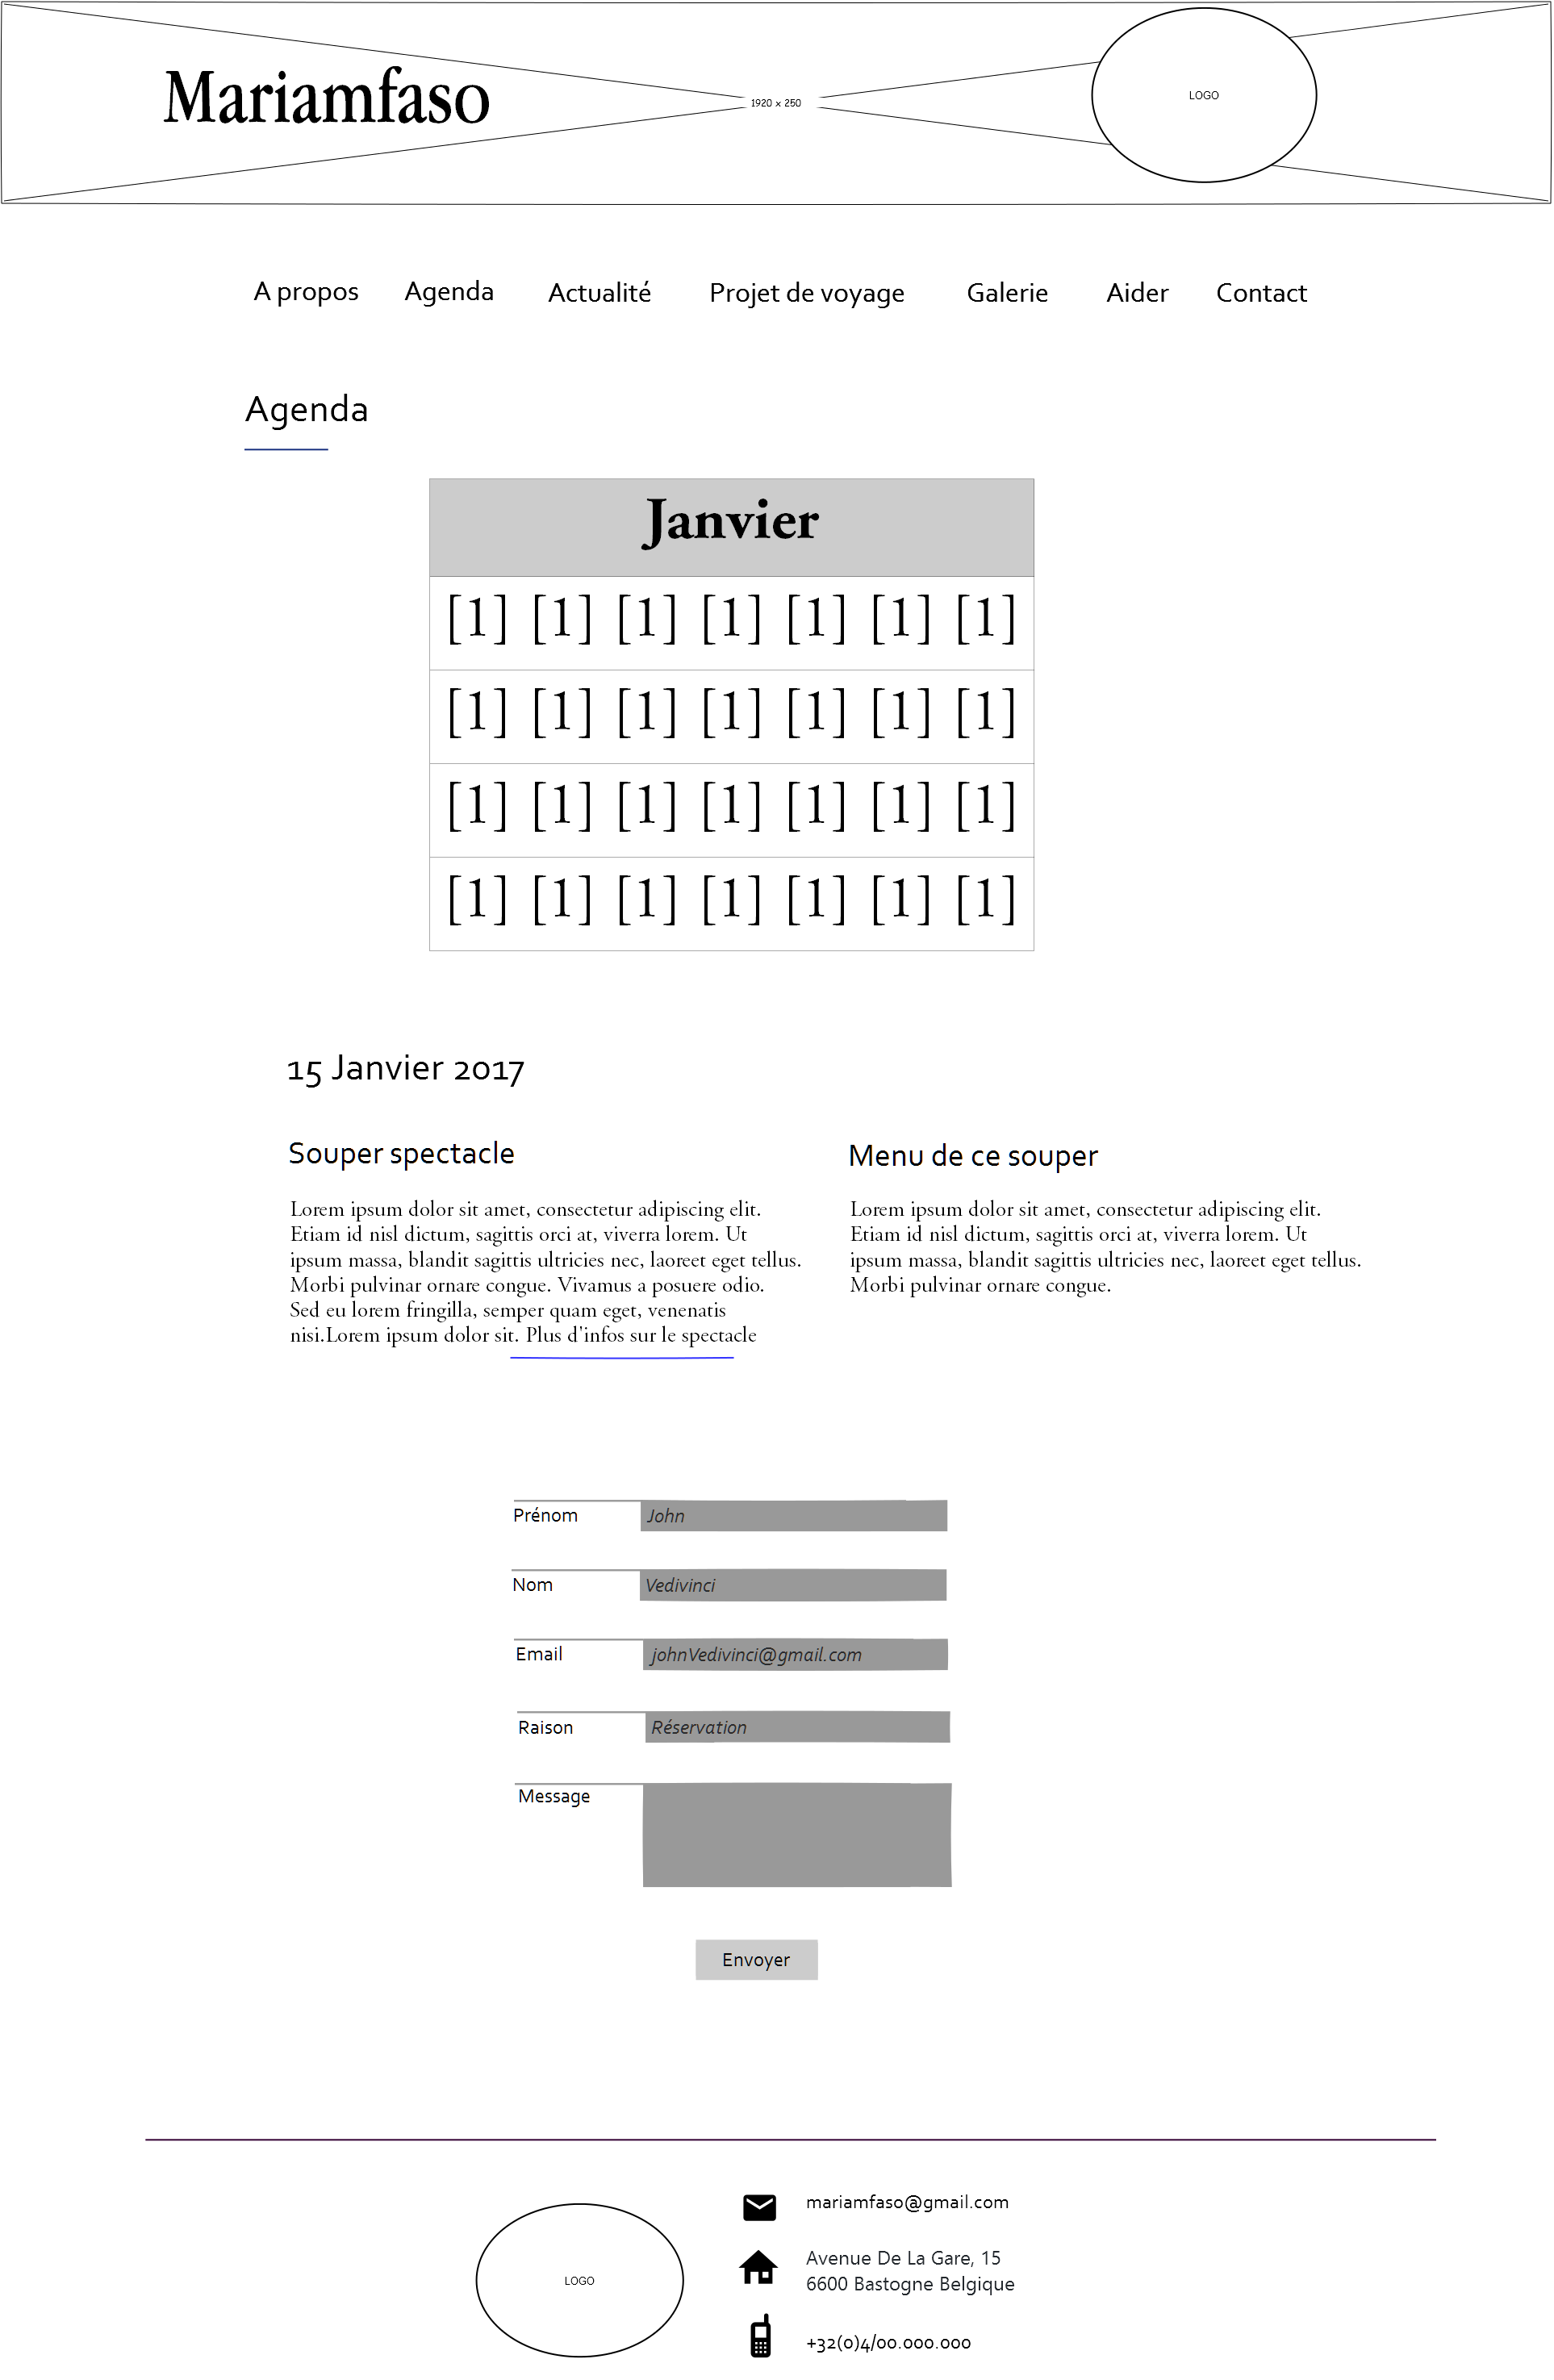 Mariamfaso
1920 x 250
LOGO
A propos Agenda Actualité Projet de voyage Galerie Aider Contact
Agenda
Janvier
[1] [1] [1] [1] [1] [1] [1]
[1] [1] [1] [1] [1] [1] [1]
[1] [1] [1] [1] [1] [1] [1]
[1] [1] [1] [1] [1] [1] [1]
15 Janvier 2017
Souper spectacle
Lorem ipsum dolor sit amet, consectetur adipiscing elit.
Etiam id nisl dictum, sagittis orci at, viverra lorem. Ut
ipsum massa, blandit sagittis ultricies nec, laoreet eget tellus.
Morbi pulvinar ornare congue. Vivamus a posuere odio.
Sed eu lorem fringilla, semper quam eget, venenatis
nisi.Lorem ipsum dolor sit. Plus d'infos sur le spectacle
Menu de ce souper
Lorem ipsum dolor sit amet, consectetur adipiscing elit.
Etiam id nisl dictum, sagittis orci at, viverra lorem. Ut
ipsum massa, blandit sagittis ultricies nec, laoreet eget tellus.
Morbi pulvinar ornare congue.
Prénom John
Nom Vedivinci
Email johnVedivinci@gmail.com
Raison Réservation
Message
Envoyer
LOGO
mariamfaso@gmail.com
Avenue De La Gare, 15
6600 Bastogne Belgique
+32(0)4/00.000.000